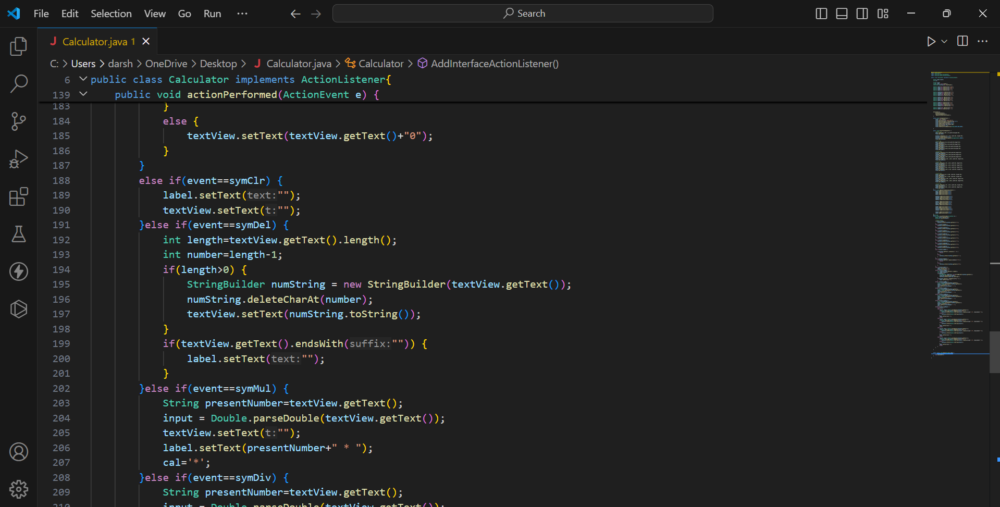 File Edit Selection View Go Run ··· Search
Calculator.java 1
C: > Users > darsh > OneDrive > Desktop > Calculator.java > Calculator > AddInterfaceActionListener()
6 public class Calculator implements ActionListener{
139 public void actionPerformed(ActionEvent e) {
183 }
184 else {
185 textView.setText(textView.getText()+"0");
186 }
187 }
188 else if(event==symClr) {
189 label.setText(text:"");
190 textView.setText(t:"");
191 }else if(event==symDel) {
192 int length=textView.getText().length();
193 int number=length-1;
194 if(length>0) {
195 StringBuilder numString = new StringBuilder(textView.getText());
196 numString.deleteCharAt(number);
197 textView.setText(numString.toString());
198 }
199 if(textView.getText().endsWith(suffix:"")) {
200 label.setText(text:"");
201 }
202 }else if(event==symMul) {
203 String presentNumber=textView.getText();
204 input = Double.parseDouble(textView.getText());
205 textView.setText(t:"");
206 label.setText(presentNumber+" * ");
207 cal='*';
208 }else if(event==symDiv) {
209 String presentNumber=textView.getText();
210 input = Double.parseDouble(textView.getText());